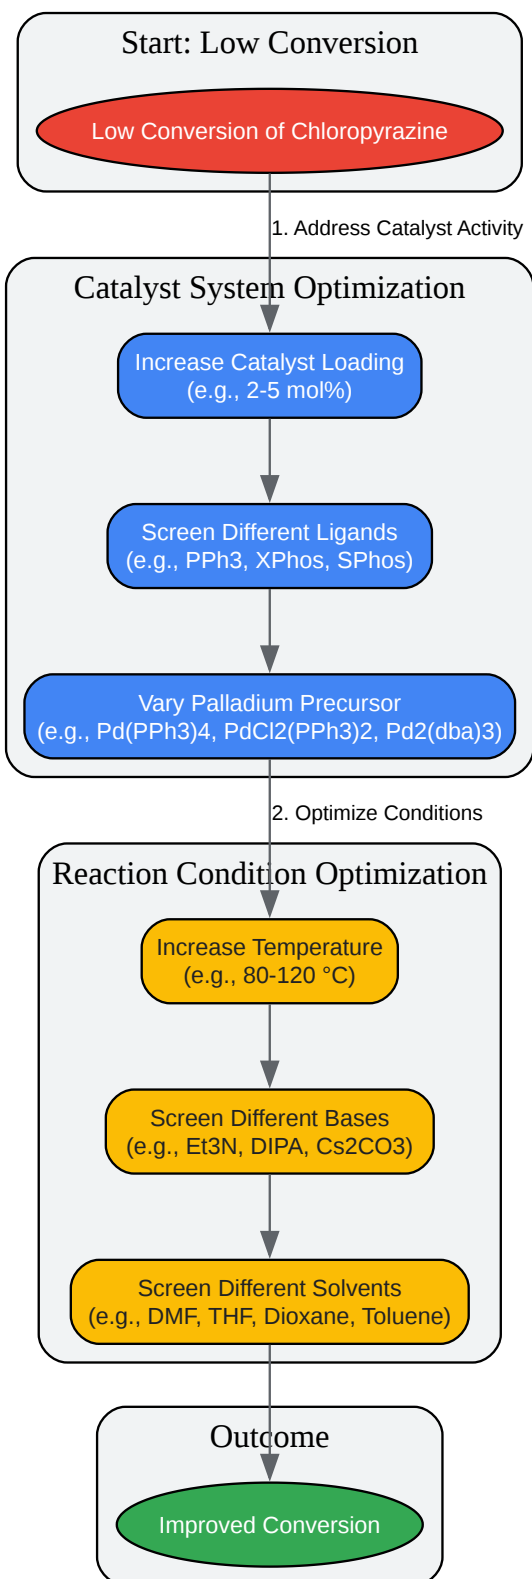 Start: Low Conversion
Low Conversion of Chloropyrazine
1. Address Catalyst Activity
Catalyst System Optimization
Increase Catalyst Loading
(e.g., 2-5 mol%)
Screen Different Ligands
(e.g., PPh3, XPhos, SPhos)
Vary Palladium Precursor
(e.g., Pd(PPh3)4, PdCl2(PPh3)2, Pd2(dba)3)
2. Optimize Conditions
Reaction Condition Optimization
Increase Temperature
(e.g., 80-120 °C)
Screen Different Bases
(e.g., Et3N, DIPA, Cs2CO3)
Screen Different Solvents
(e.g., DMF, THF, Dioxane, Toluene)
Outcome
Improved Conversion